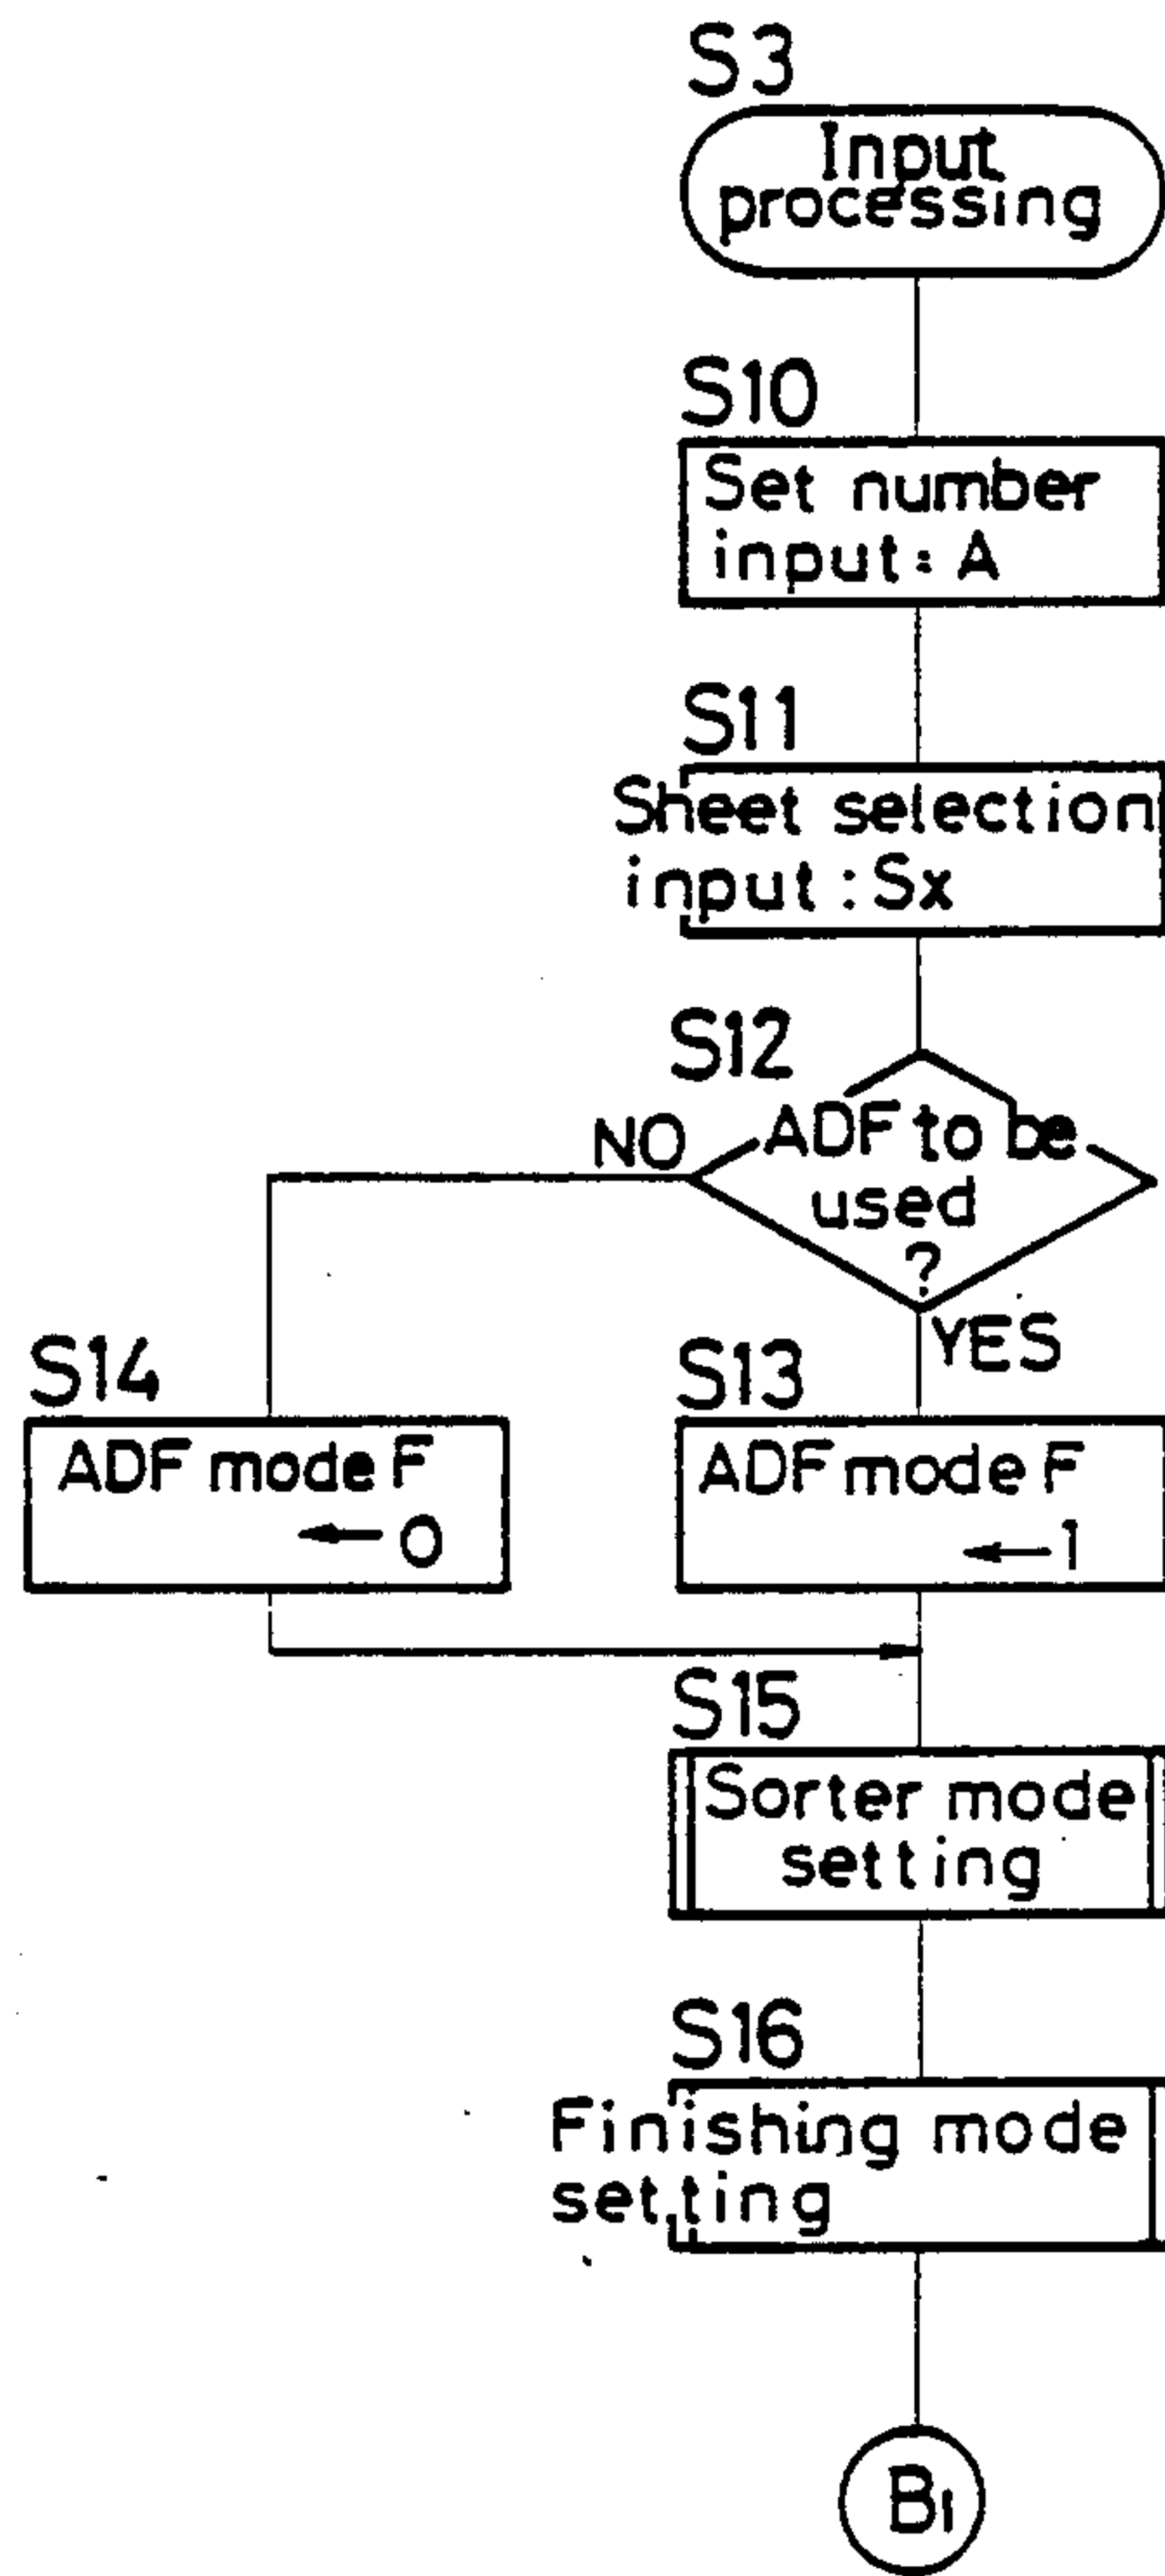 S3
Input
processing
S10
Set number
input: A
S11
Sheet selection
input: Sx
S12
NO
ADF to be
used
?
YES
S14
S13
ADF mode F
← 0
ADF mode F
← 1
S15
Sorter mode
setting
S16
Finishing mode
setting
B1